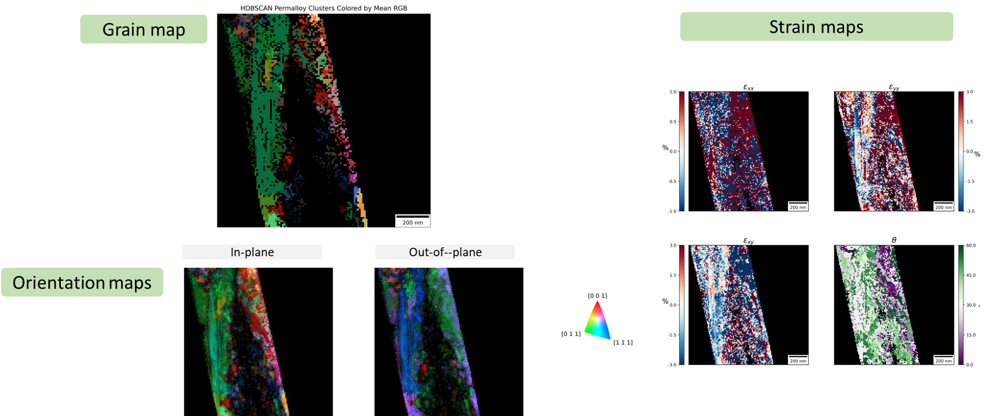 HDBSCAN Permalloy Clusters Colored by Mean RGB
Grain map
Strain maps
200 nm
εxx
1.0
0.5
% 0.0
-0.5
-1.0
200 nm
εyy
3.0
1.5
0.0 %
-1.5
-3.0
200 nm
In-plane
Out-of--plane
Orientation maps
[0 0 1]
[0 1 1]
[1 1 1]
εxy
3.0
1.5
% 0.0
-1.5
-3.0
200 nm
θ
60.0
45.0
30.0 °
15.0
0.0
200 nm